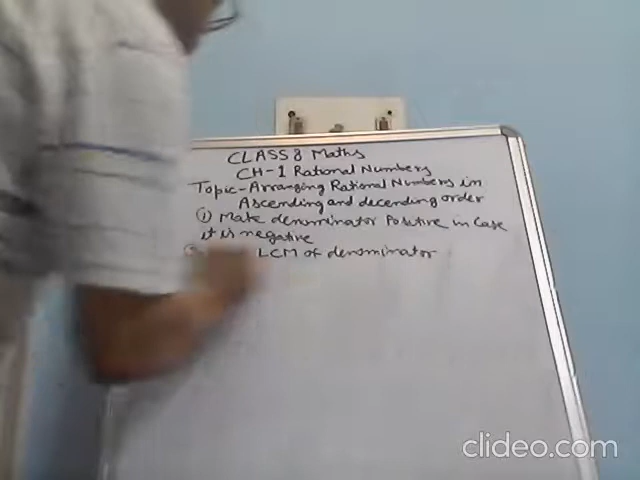 CLASS 8 Maths
CH-1 Rational Numbers
Topic-Arranging Rational Numbers in
Ascending and decending order
① Make denominator Positive in Case
it is negative
LCM of denominator
clideo.com